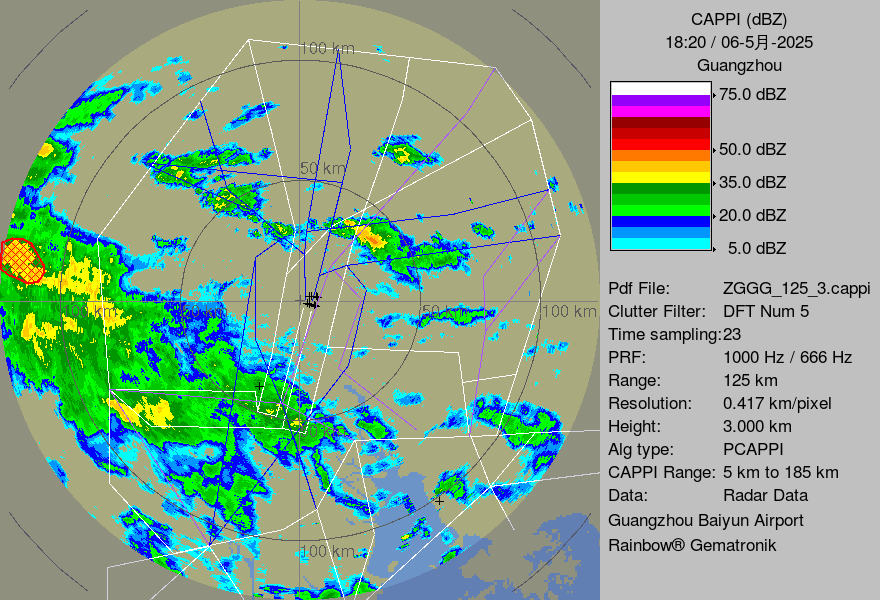 CAPPI (dBZ)
18:20 / 06-5月-2025
Guangzhou
75.0 dBZ
50.0 dBZ
35.0 dBZ
20.0 dBZ
5.0 dBZ
Pdf File: ZGGG_125_3.cappi
Clutter Filter: DFT Num 5
Time sampling:23
PRF: 1000 Hz / 666 Hz
Range: 125 km
Resolution: 0.417 km/pixel
Height: 3.000 km
Alg type: PCAPPI
CAPPI Range: 5 km to 185 km
Data: Radar Data
Guangzhou Baiyun Airport
Rainbow® Gematronik
100 km
50 km
100 km
50 km
100 km
100 km